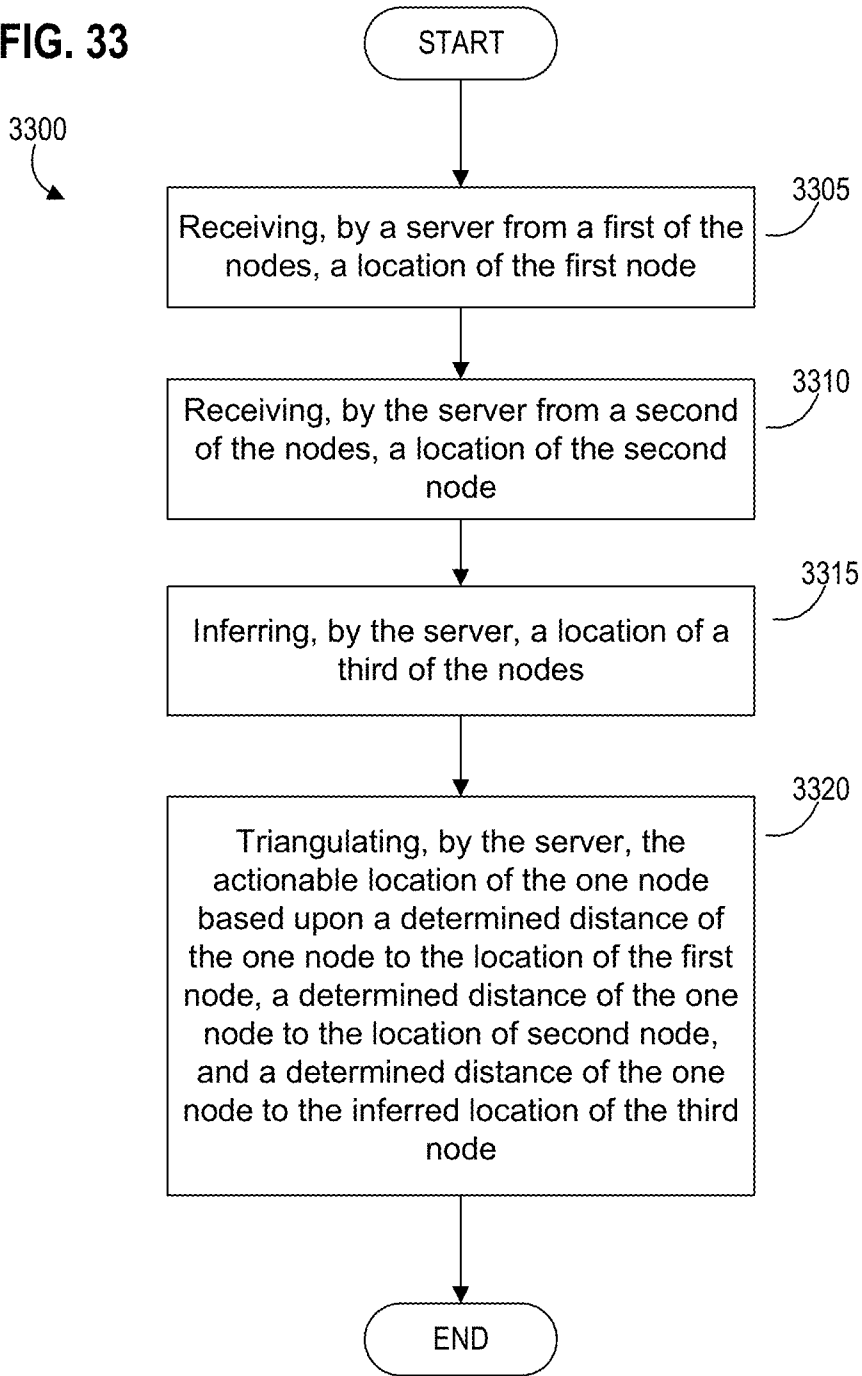 FIG. 33
START
3300
3305
Receiving, by a server from a first of the
nodes, a location of the first node
3310
Receiving, by the server from a second
of the nodes, a location of the second
node
3315
Inferring, by the server, a location of a
third of the nodes
3320
Triangulating, by the server, the
actionable location of the one node
based upon a determined distance of
the one node to the location of the first
node, a determined distance of the one
node to the location of second node,
and a determined distance of the one
node to the inferred location of the third
node
END